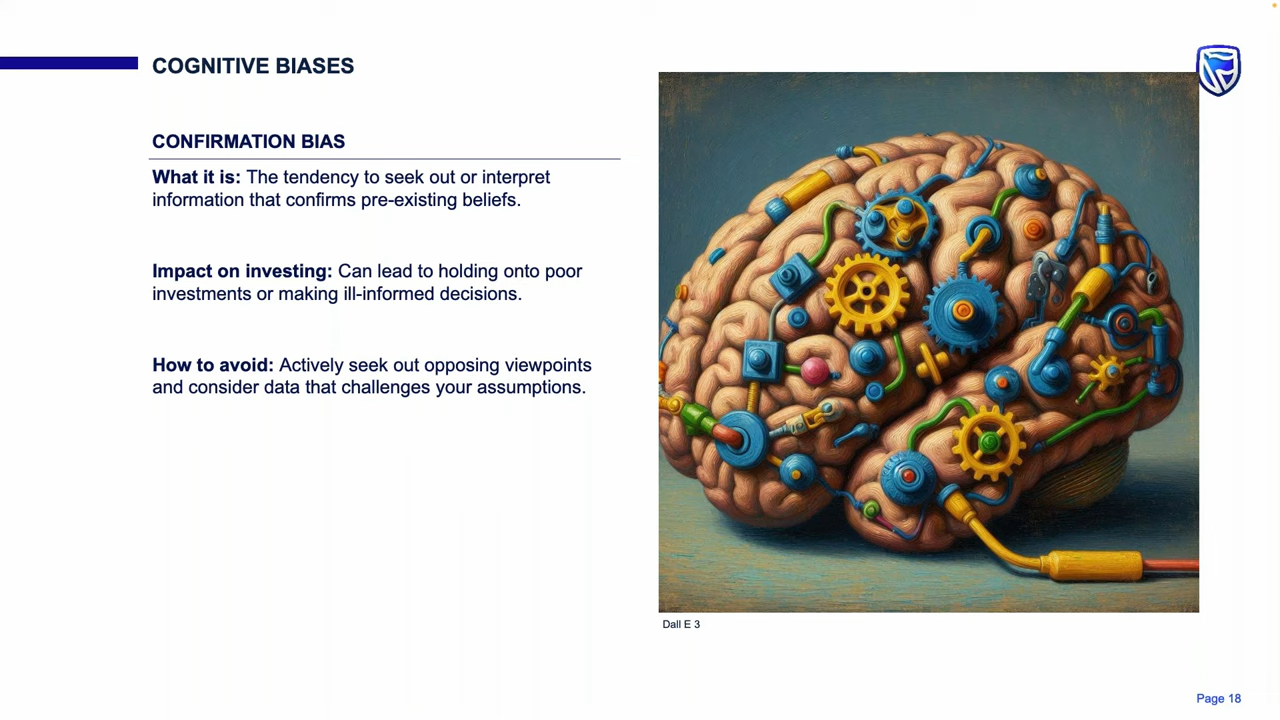 COGNITIVE BIASES
CONFIRMATION BIAS
What it is: The tendency to seek out or interpret
information that confirms pre-existing beliefs.
Impact on investing: Can lead to holding onto poor
investments or making ill-informed decisions.
How to avoid: Actively seek out opposing viewpoints
and consider data that challenges your assumptions.
Dall E 3
Page 18